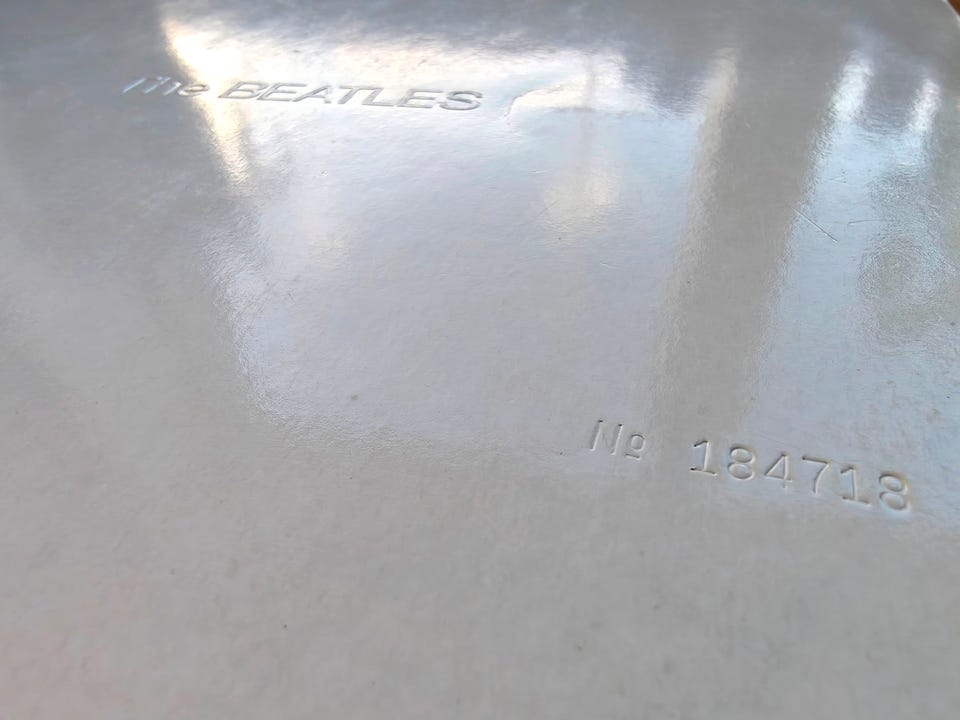 The BEATLES
Nº 184718